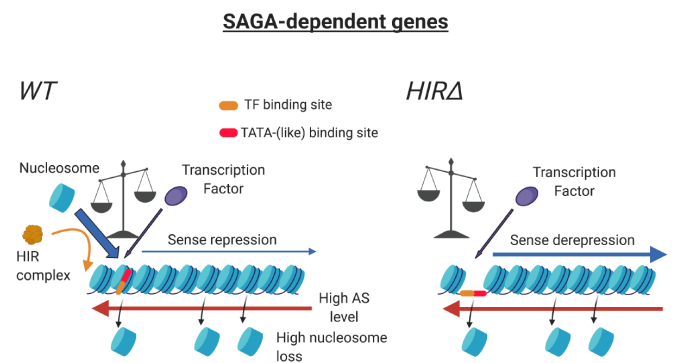 SAGA-dependent genes
WT
HIRΔ
TF binding site
TATA-(like) binding site
Nucleosome
Transcription
Factor
HIR
complex
Sense repression
High AS
level
High nucleosome
loss
Transcription
Factor
Sense derepression